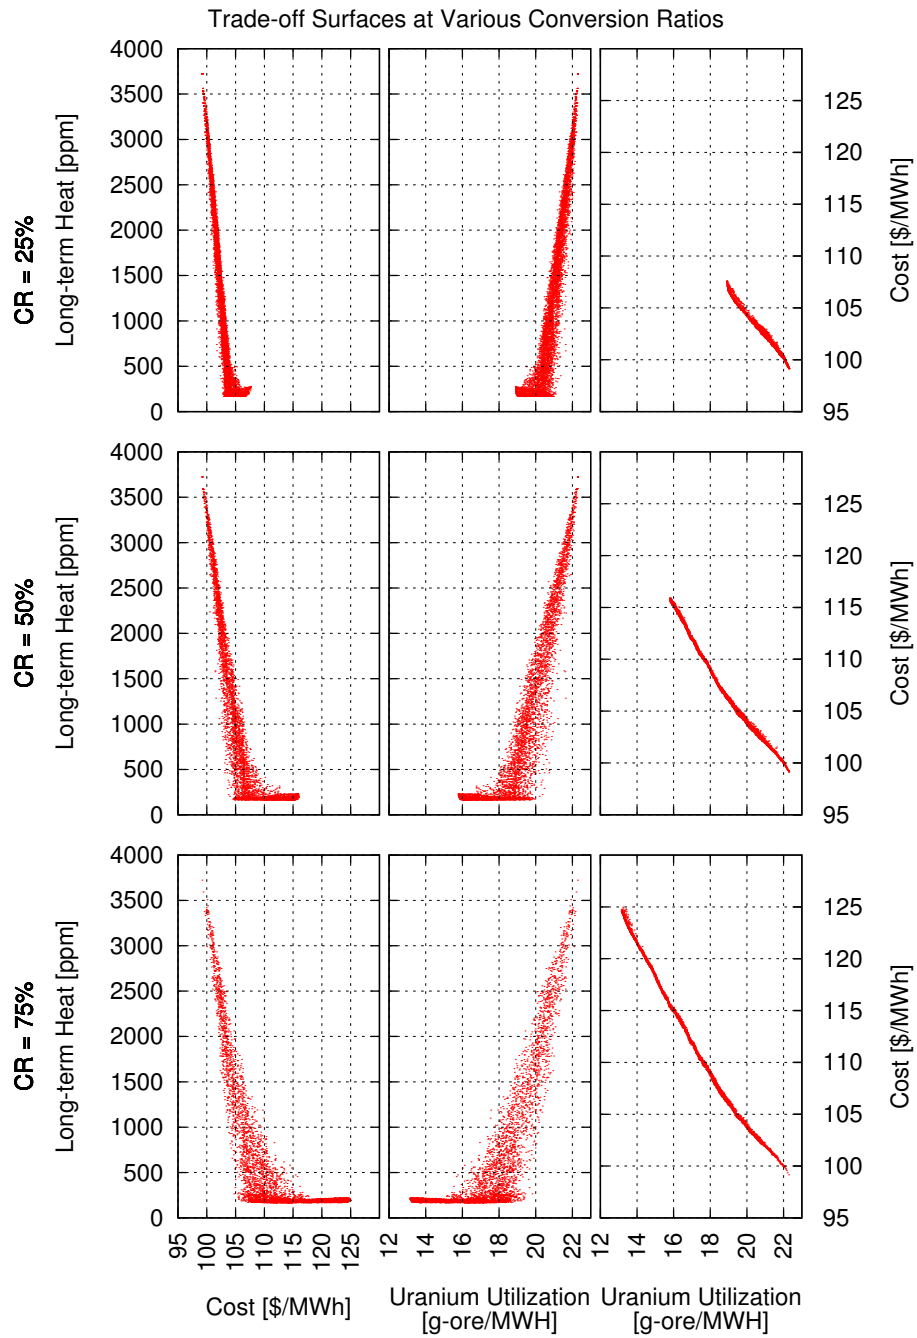 Trade-off Surfaces at Various Conversion Ratios
CR = 25%
Long-term Heat [ppm]
4000
3500
3000
2500
2000
1500
1000
500
0
125
120
115
110
105
100
95
Cost [$/MWh]
CR = 50%
Long-term Heat [ppm]
4000
3500
3000
2500
2000
1500
1000
500
0
125
120
115
110
105
100
95
Cost [$/MWh]
CR = 75%
Long-term Heat [ppm]
4000
3500
3000
2500
2000
1500
1000
500
0
125
120
115
110
105
100
95
Cost [$/MWh]
95 100 105 110 115 120 125
12 14 16 18 20 22
12 14 16 18 20 22
Cost [$/MWh]
Uranium Utilization
[g-ore/MWH]
Uranium Utilization
[g-ore/MWH]